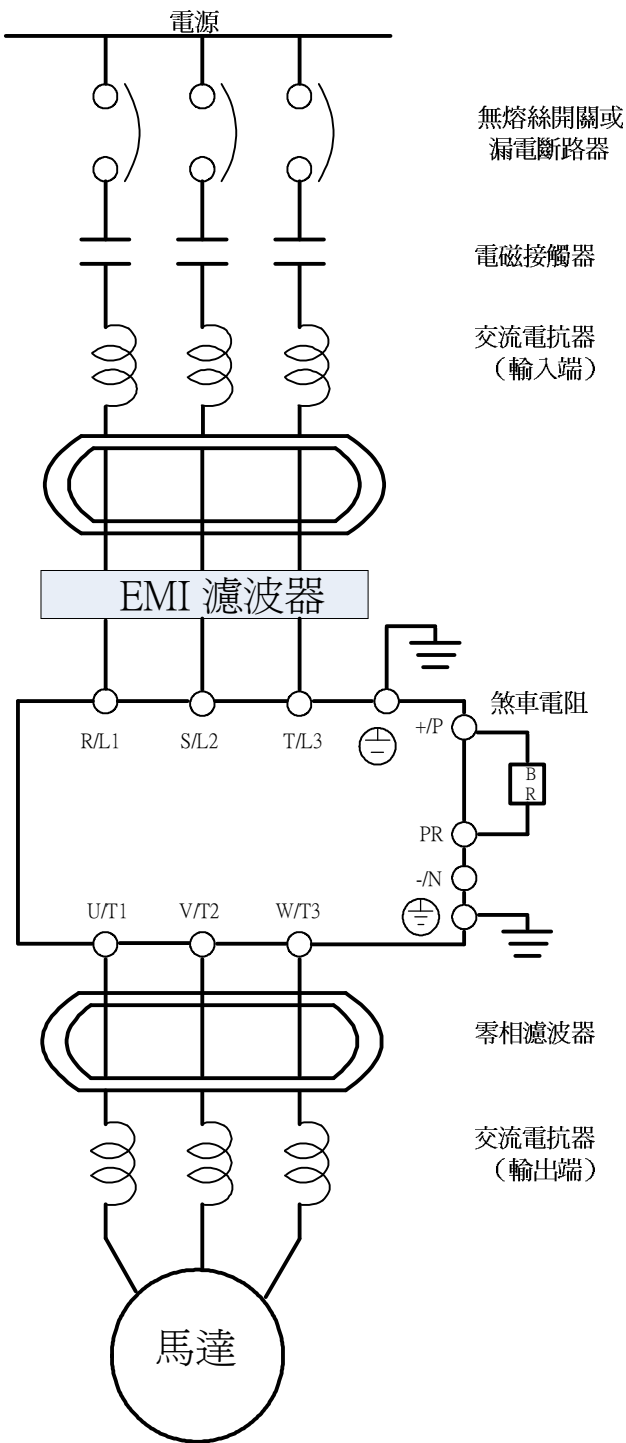 電源
無熔絲開關或
漏電斷路器
電磁接觸器
交流電抗器
（輸入端）
EMI 濾波器
煞車電阻
R/L1
S/L2
T/L3
+/P
B
R
PR
-/N
U/T1
V/T2
W/T3
零相濾波器
交流電抗器
（輸出端）
馬達